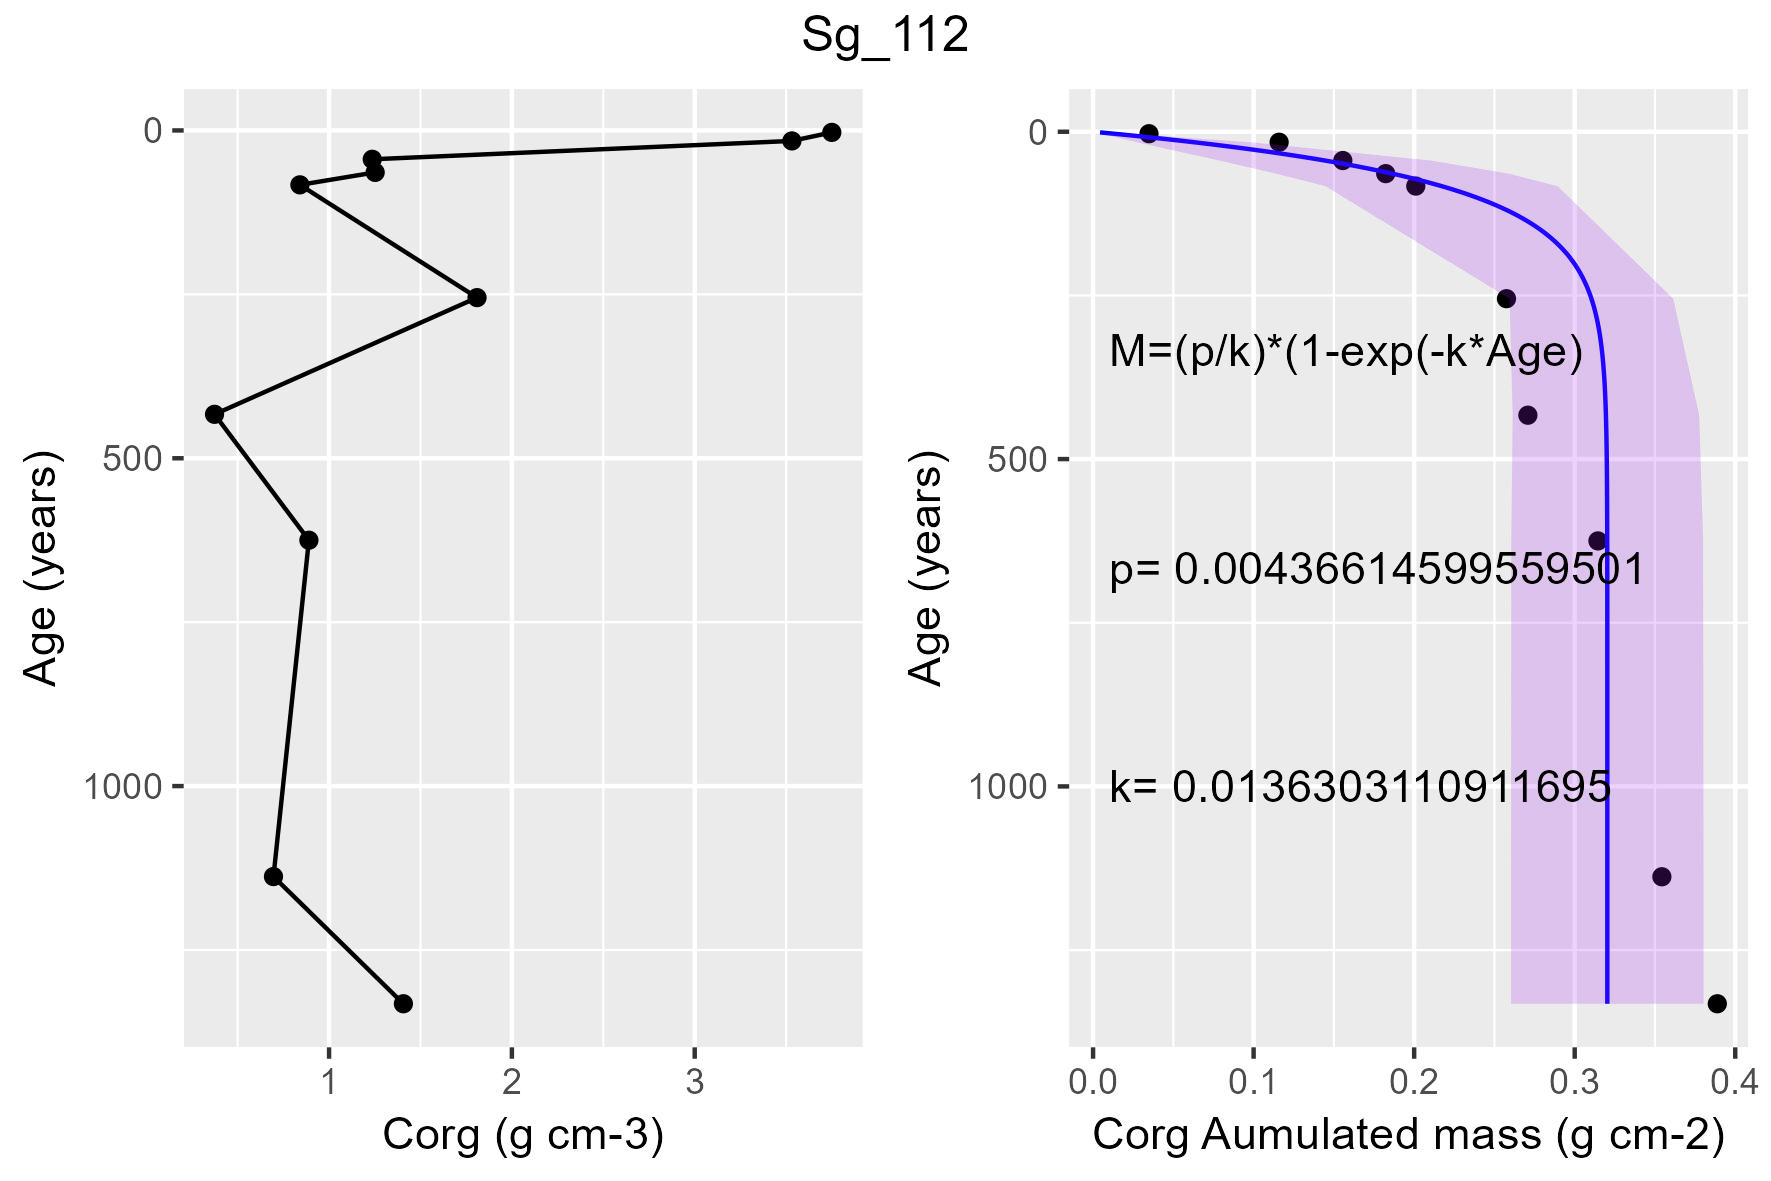 Sg_112
0
500
1000
Age (years)
1
2
3
Corg (g cm-3)
0
500
1000
Age (years)
M=(p/k)*(1-exp(-k*Age)
p= 0.00436614599559501
k= 0.0136303110911695
0.0
0.1
0.2
0.3
0.4
Corg Aumulated mass (g cm-2)